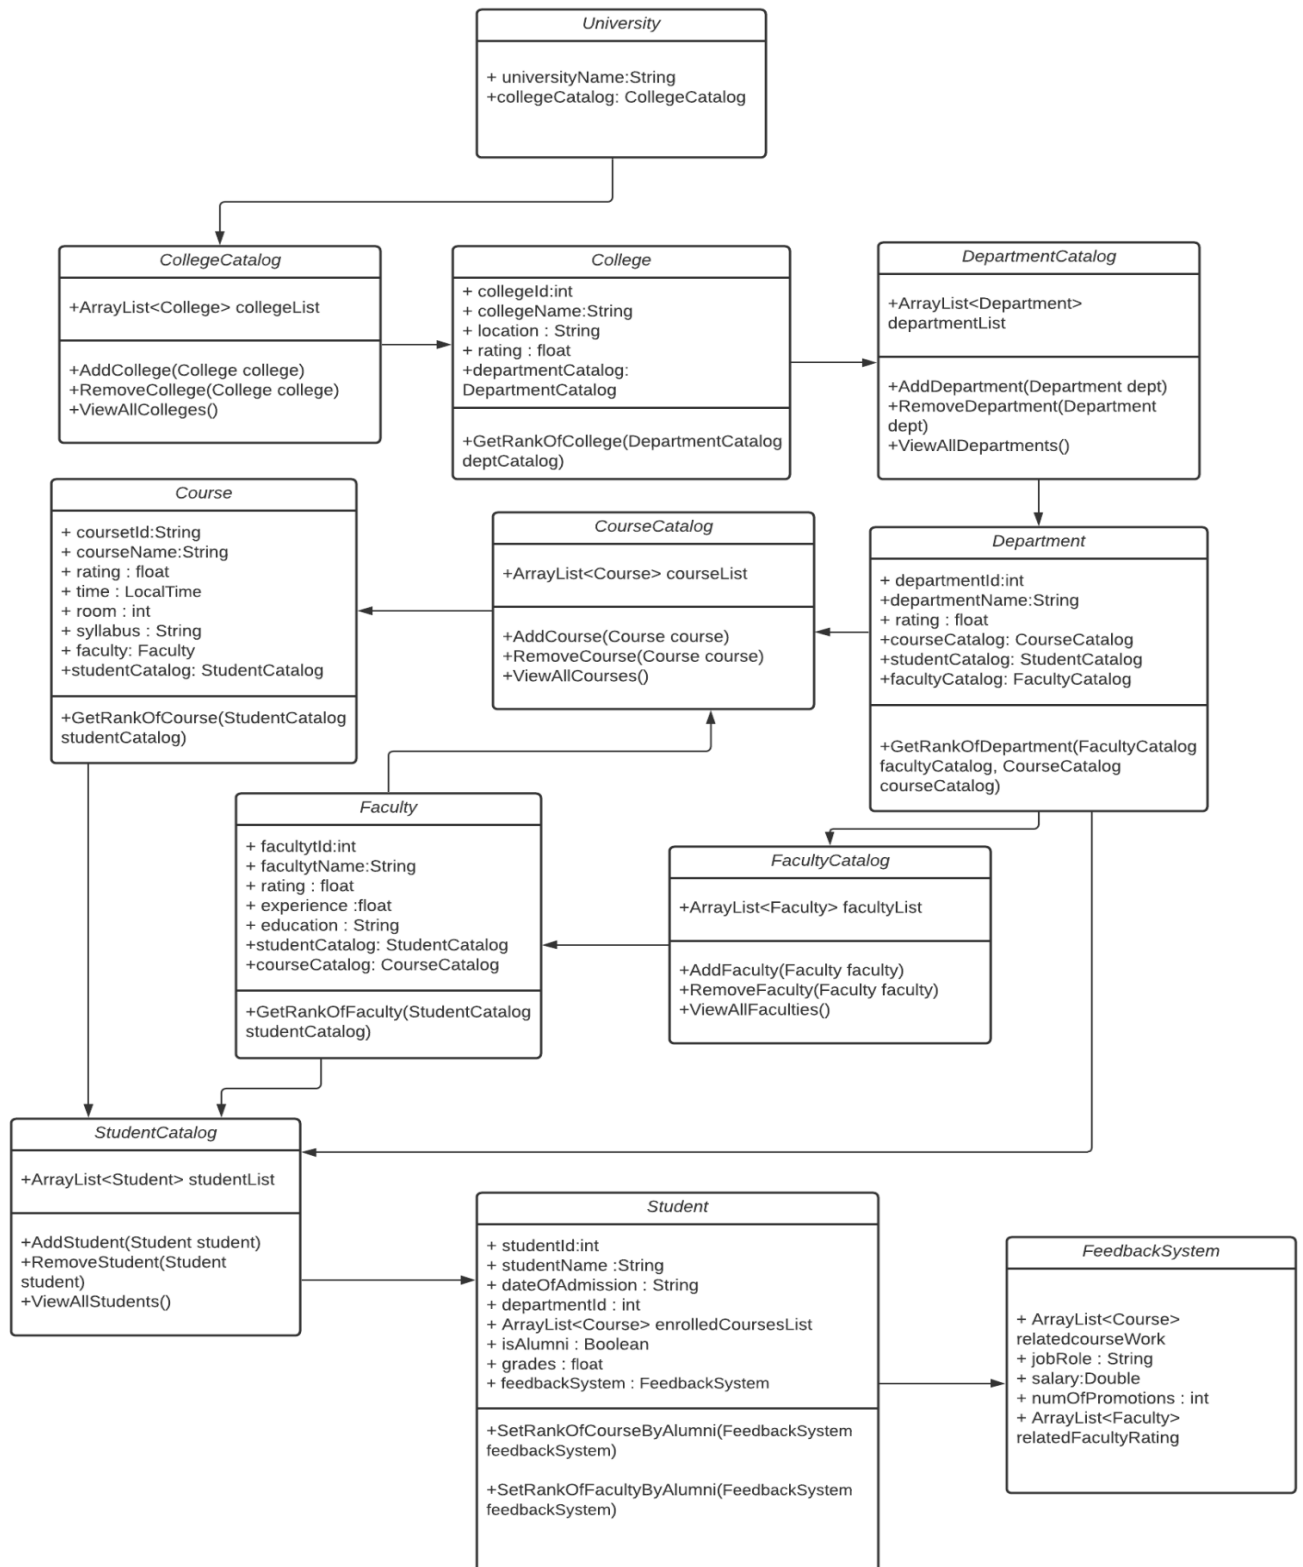 University
+ universityName:String
+collegeCatalog: CollegeCatalog
CollegeCatalog
+ArrayList<College> collegeList
+AddCollege(College college)
+RemoveCollege(College college)
+ViewAllColleges()
College
+ collegeId:int
+ collegeName:String
+ location : String
+ rating : float
+departmentCatalog:
DepartmentCatalog
+GetRankOfCollege(DepartmentCatalog
deptCatalog)
DepartmentCatalog
+ArrayList<Department>
departmentList
+AddDepartment(Department dept)
+RemoveDepartment(Department
dept)
+ViewAllDepartments()
Course
+ coursetId:String
+ courseName:String
+ rating : float
+ time : LocalTime
+ room : int
+ syllabus : String
+ faculty: Faculty
+studentCatalog: StudentCatalog
+GetRankOfCourse(StudentCatalog
studentCatalog)
CourseCatalog
+ArrayList<Course> courseList
+AddCourse(Course course)
+RemoveCourse(Course course)
+ViewAllCourses()
Department
+ departmentId:int
+departmentName:String
+ rating : float
+courseCatalog: CourseCatalog
+studentCatalog: StudentCatalog
+facultyCatalog: FacultyCatalog
+GetRankOfDepartment(FacultyCatalog
facultyCatalog, CourseCatalog
courseCatalog)
Faculty
+ facultytId:int
+ facultytName:String
+ rating : float
+ experience :float
+ education : String
+studentCatalog: StudentCatalog
+courseCatalog: CourseCatalog
+GetRankOfFaculty(StudentCatalog
studentCatalog)
FacultyCatalog
+ArrayList<Faculty> facultyList
+AddFaculty(Faculty faculty)
+RemoveFaculty(Faculty faculty)
+ViewAllFaculties()
StudentCatalog
+ArrayList<Student> studentList
+AddStudent(Student student)
+RemoveStudent(Student
student)
+ViewAllStudents()
Student
+ studentId:int
+ studentName :String
+ dateOfAdmission : String
+ departmentId : int
+ ArrayList<Course> enrolledCoursesList
+ isAlumni : Boolean
+ grades : float
+ feedbackSystem : FeedbackSystem
+SetRankOfCourseByAlumni(FeedbackSystem
feedbackSystem)
+SetRankOfFacultyByAlumni(FeedbackSystem
feedbackSystem)
FeedbackSystem
+ ArrayList<Course>
relatedcourseWork
+ jobRole : String
+ salary:Double
+ numOfPromotions : int
+ ArrayList<Faculty>
relatedFacultyRating